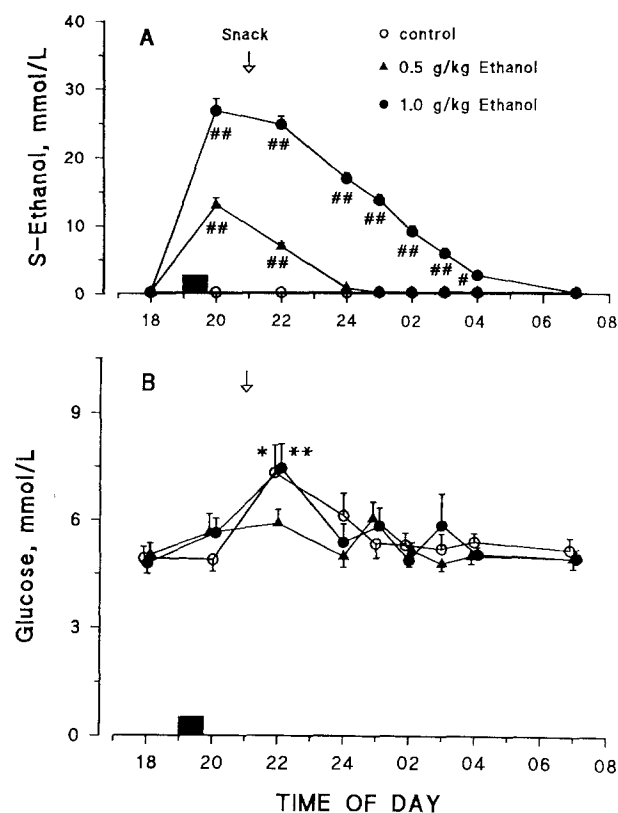 A
Snack
control
0.5 g/kg Ethanol
1.0 g/kg Ethanol
S-Ethanol, mmol/L
40
30
20
10
0
##
##
##
##
##
##
##
##
#
18 20 22 24 02 04 06 08
B
Glucose, mmol/L
9
6
3
0
* **
18 20 22 24 02 04 06 08
TIME OF DAY